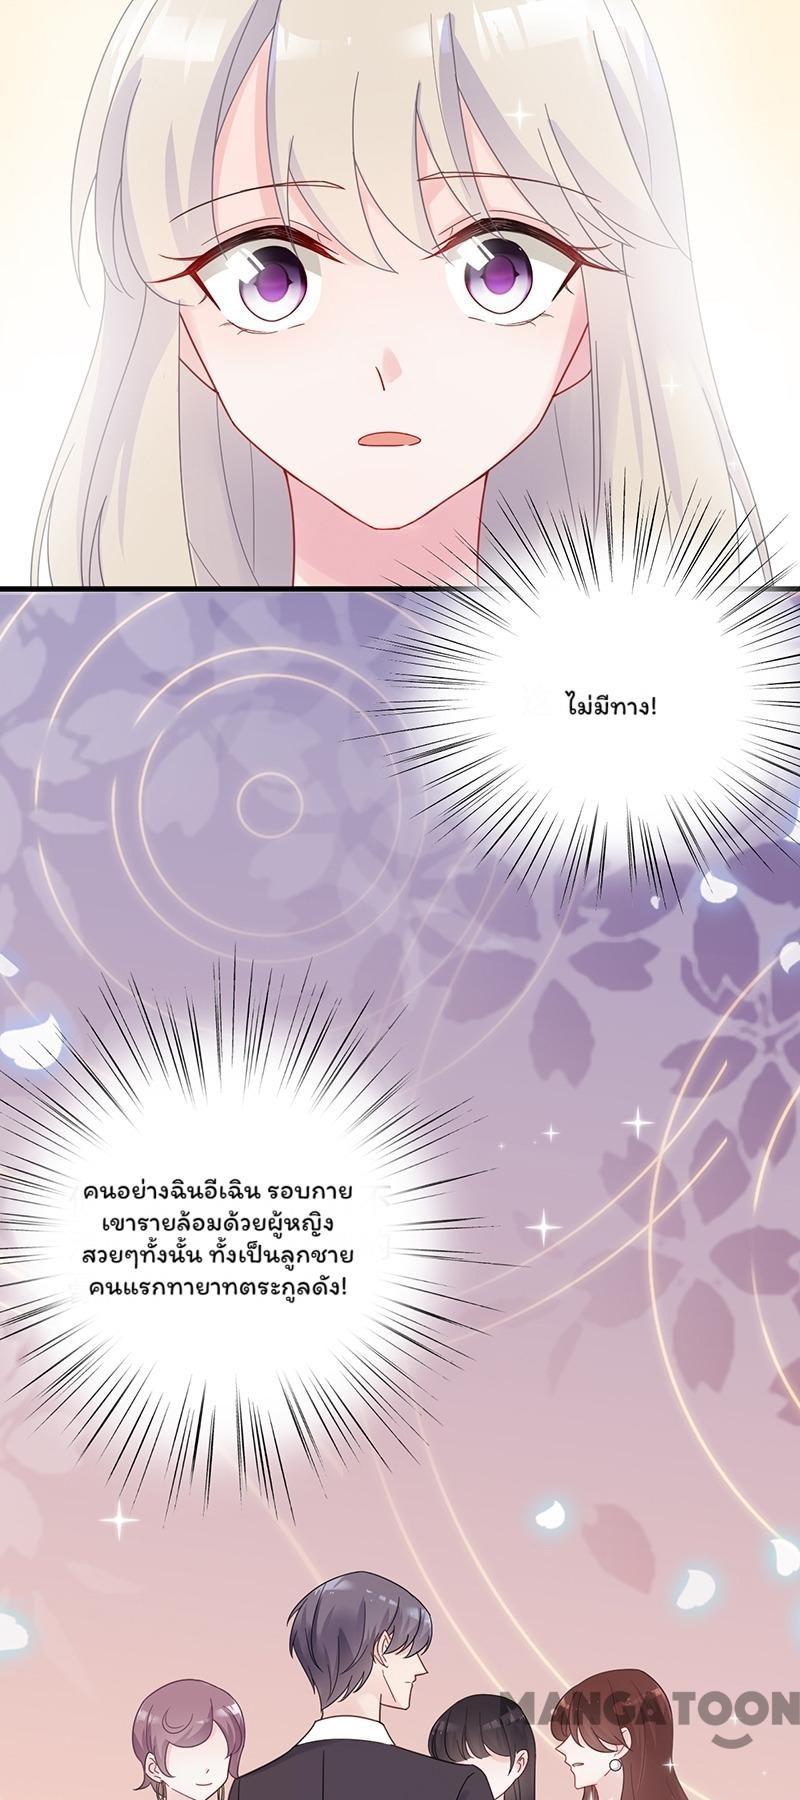 ไม่มีทาง!
คนอย่างฉินอีเฉิน รอบกาย
เขารายล้อมด้วยผู้หญิง
สวยๆทั้งนั้น ทั้งเป็นลูกชาย
คนแรกทายาทตระกูลดัง!
MANGATOON